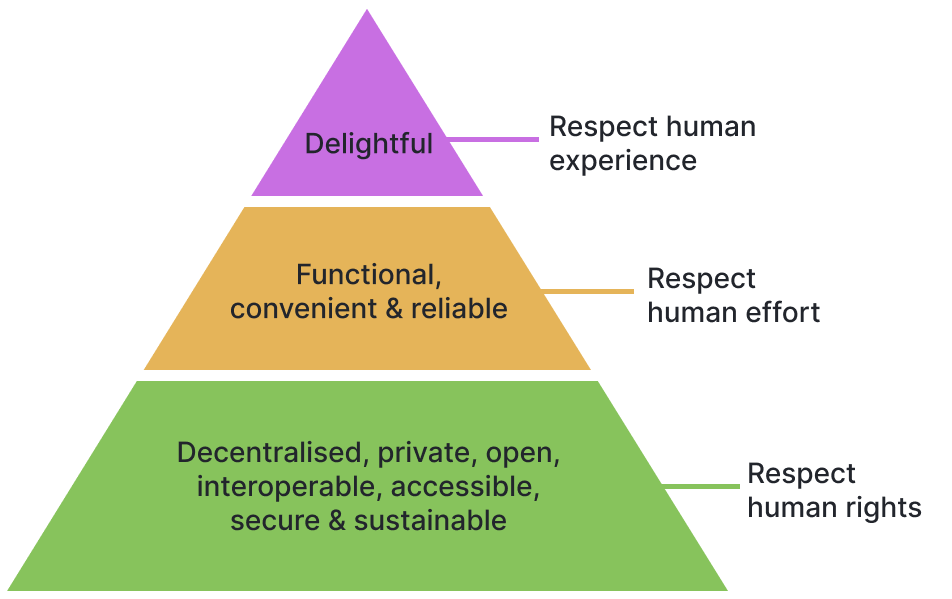 Delightful
Respect human
experience
Functional,
convenient & reliable
Respect
human effort
Decentralised, private, open,
interoperable, accessible,
secure & sustainable
Respect
human rights